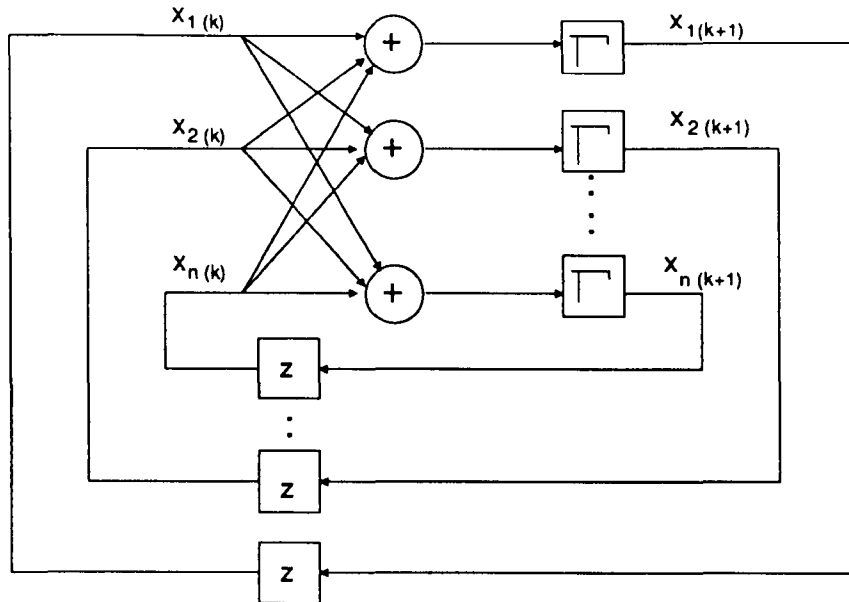 X1(k)
+
X1(k+1)
X2(k)
+
X2(k+1)
Xn(k)
+
Xn(k+1)
z
z
z